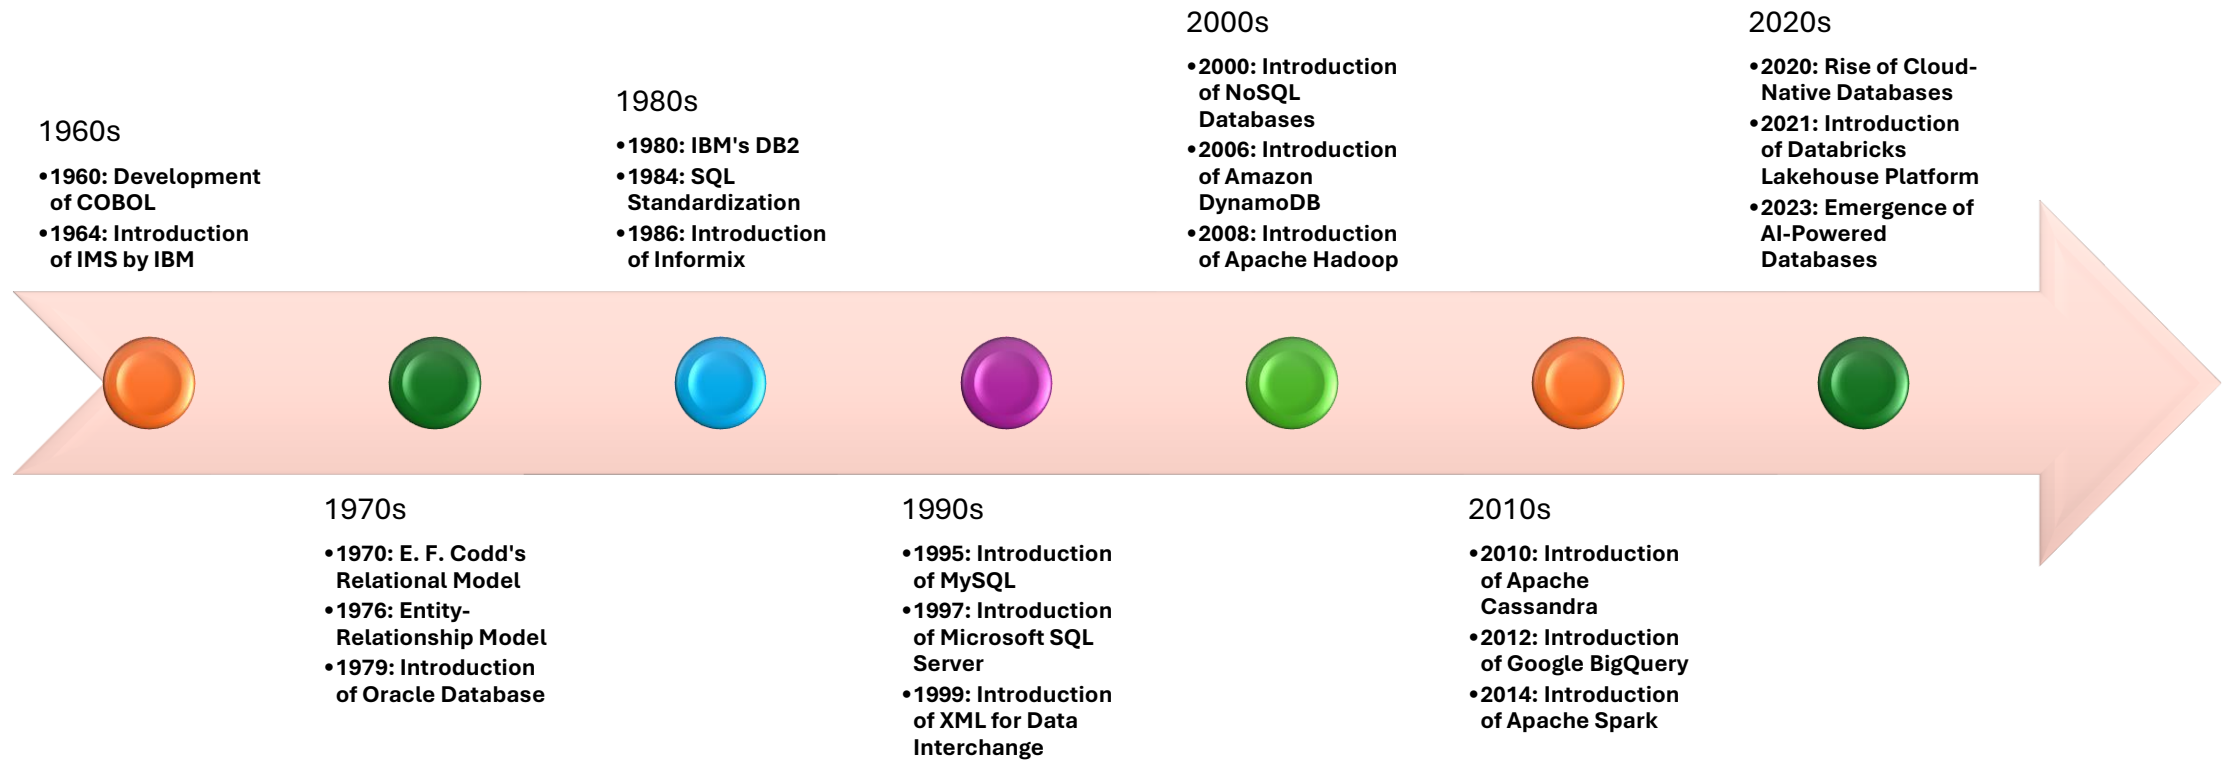 1960s
•1960: Development
of COBOL
•1964: Introduction
of IMS by IBM
1970s
•1970: E. F. Codd's
Relational Model
•1976: Entity-
Relationship Model
•1979: Introduction
of Oracle Database
1980s
•1980: IBM's DB2
•1984: SQL
Standardization
•1986: Introduction
of Informix
1990s
•1995: Introduction
of MySQL
•1997: Introduction
of Microsoft SQL
Server
•1999: Introduction
of XML for Data
Interchange
2000s
•2000: Introduction
of NoSQL
Databases
•2006: Introduction
of Amazon
DynamoDB
•2008: Introduction
of Apache Hadoop
2010s
•2010: Introduction
of Apache
Cassandra
•2012: Introduction
of Google BigQuery
•2014: Introduction
of Apache Spark
2020s
•2020: Rise of Cloud-
Native Databases
•2021: Introduction
of Databricks
Lakehouse Platform
•2023: Emergence of
AI-Powered
Databases